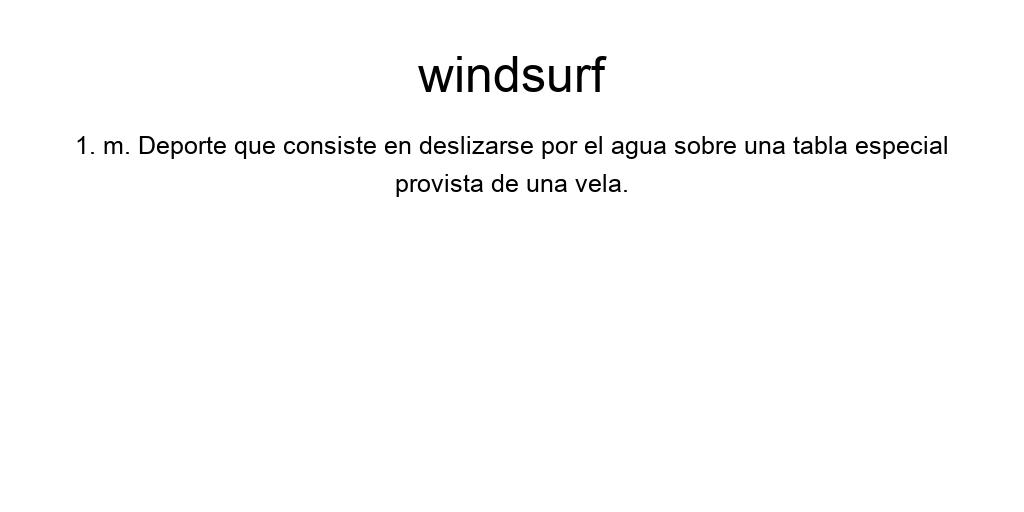 windsurf
1. m. Deporte que consiste en deslizarse por el agua sobre una tabla especial
provista de una vela.